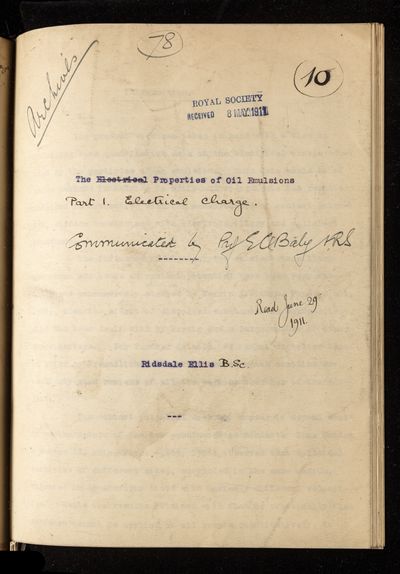 Archives
78
10
ROYAL SOCIETY
RECEIVED 8 MAY 1911
The Electrical Properties of Oil Emulsions
Part 1. Electrical Charge.
Communicated by Prof E C C Baly FRS
Read June 29
1911.
Ridsdale Ellis B.Sc.